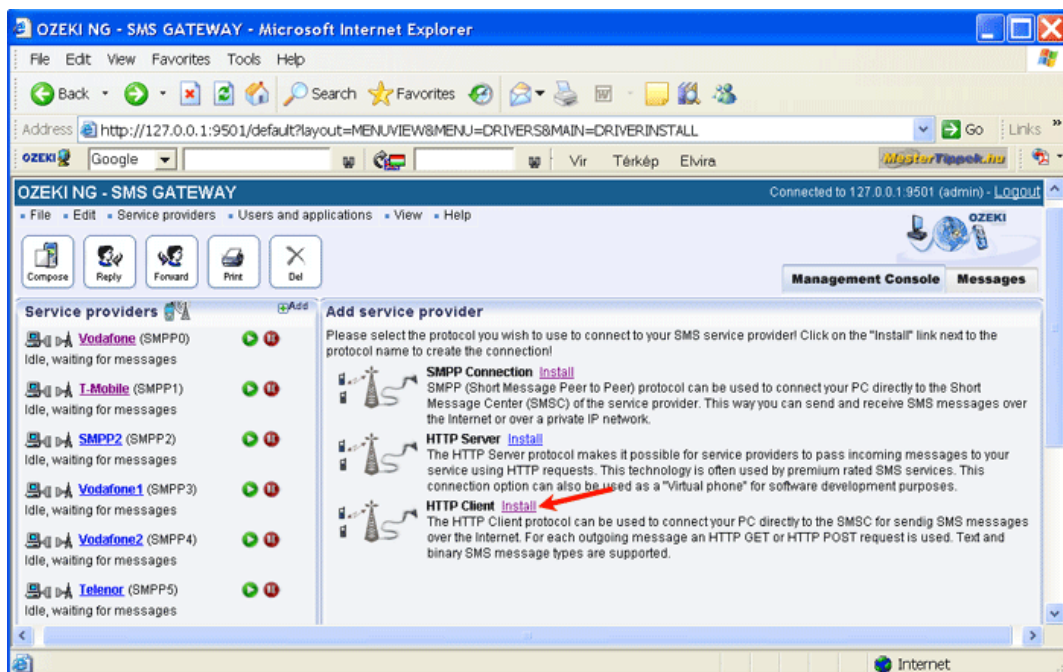 OZEKI NG - SMS GATEWAY - Microsoft Internet Explorer
File Edit View Favorites Tools Help
Back Search Favorites
Address http://127.0.0.1:9501/default?layout=MENUVIEW&MENU=DRIVERS&MAIN=DRIVERINSTALL Go Links »
OZEKI Google Vir Térkép Elvira MesterTippek.hu
OZEKI NG - SMS GATEWAY Connected to 127.0.0.1:9501 (admin) - Logout
File Edit Service providers Users and applications View Help
OZEKI
Compose Reply Forward Print Del
Management Console Messages
Service providers Add
Vodafone (SMPP0)
Idle, waiting for messages
T-Mobile (SMPP1)
Idle, waiting for messages
SMPP2 (SMPP2)
Idle, waiting for messages
Vodafone1 (SMPP3)
Idle, waiting for messages
Vodafone2 (SMPP4)
Idle, waiting for messages
Telenor (SMPP5)
Idle, waiting for messages
Add service provider
Please select the protocol you wish to use to connect to your SMS service provider! Click on the "Install" link next to the
protocol name to create the connection!
SMPP Connection Install
SMPP (Short Message Peer to Peer) protocol can be used to connect your PC directly to the Short
Message Center (SMSC) of the service provider. This way you can send and receive SMS messages over
the Internet or over a private IP network.
HTTP Server Install
The HTTP Server protocol makes it possible for service providers to pass incoming messages to your
service using HTTP requests. This technology is often used by premium rated SMS services. This
connection option can also be used as a "Virtual phone" for software development purposes.
HTTP Client Install
The HTTP Client protocol can be used to connect your PC directly to the SMSC for sendig SMS messages
over the Internet. For each outgoing message an HTTP GET or HTTP POST request is used. Text and
binary SMS message types are supported.
Internet